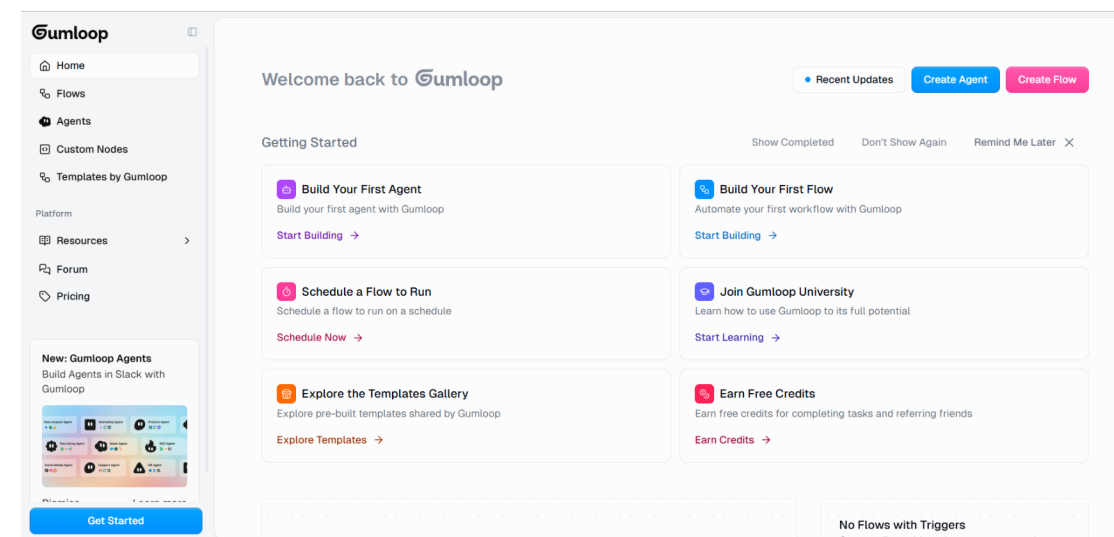 Gumloop
Home
Flows
Agents
Custom Nodes
Templates by Gumloop
Platform
Resources
Forum
Pricing
New: Gumloop Agents
Build Agents in Slack with
Gumloop
Get Started
Welcome back to Gumloop
Recent Updates
Create Agent
Create Flow
Getting Started
Show Completed
Don't Show Again
Remind Me Later
Build Your First Agent
Build your first agent with Gumloop
Start Building
Build Your First Flow
Automate your first workflow with Gumloop
Start Building
Schedule a Flow to Run
Schedule a flow to run on a schedule
Schedule Now
Join Gumloop University
Learn how to use Gumloop to its full potential
Start Learning
Explore the Templates Gallery
Explore pre-built templates shared by Gumloop
Explore Templates
Earn Free Credits
Earn free credits for completing tasks and referring friends
Earn Credits
No Flows with Triggers